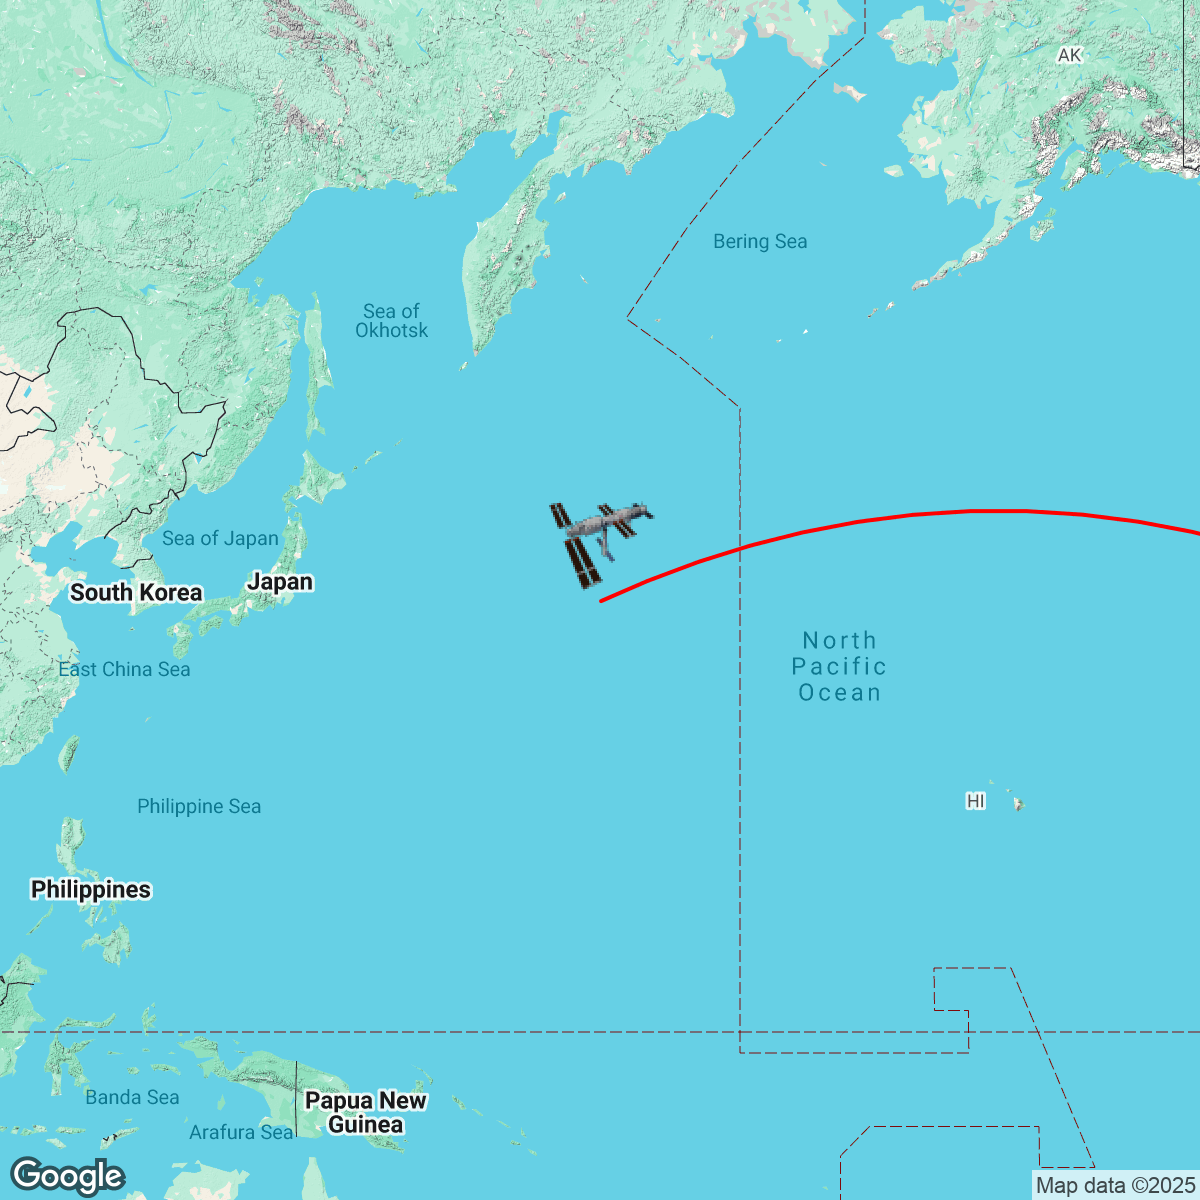 AK
Bering Sea
Sea of
Okhotsk
Sea of Japan
Japan
South Korea
North
Pacific
Ocean
East China Sea
HI
Philippine Sea
Philippines
Banda Sea
Papua New
Guinea
Arafura Sea
Google
Map data ©2025